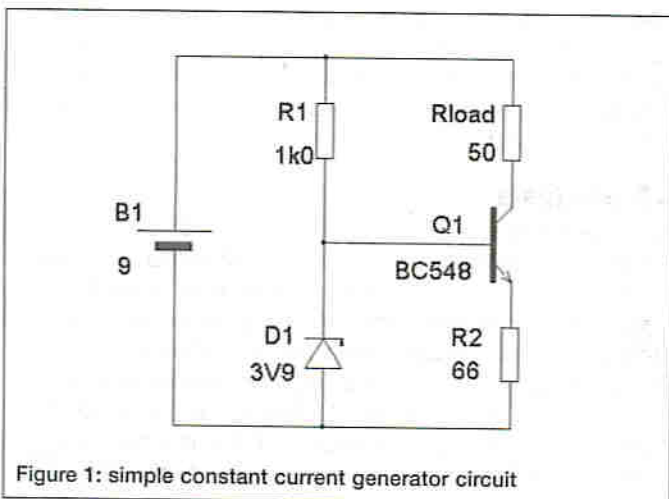 R1
1k0
Rload
50
B1
9
Q1
BC548
D1
3V9
R2
66
Figure 1: simple constant current generator circuit